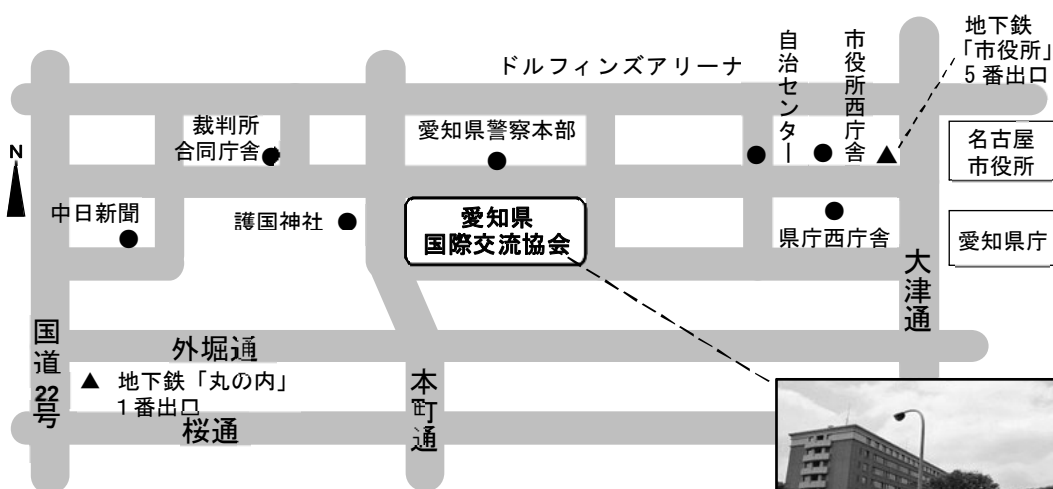 地下鉄
「市役所」
5番出口
ドルフィンズアリーナ
自治センター
市役所西庁舎
裁判所
合同庁舎
愛知県警察本部
名古屋
市役所
N
中日新聞
護国神社
愛知県
国際交流協会
県庁西庁舎
愛知県庁
大津通
国道22号
外堀通
地下鉄「丸の内」
1番出口
本町通
桜通